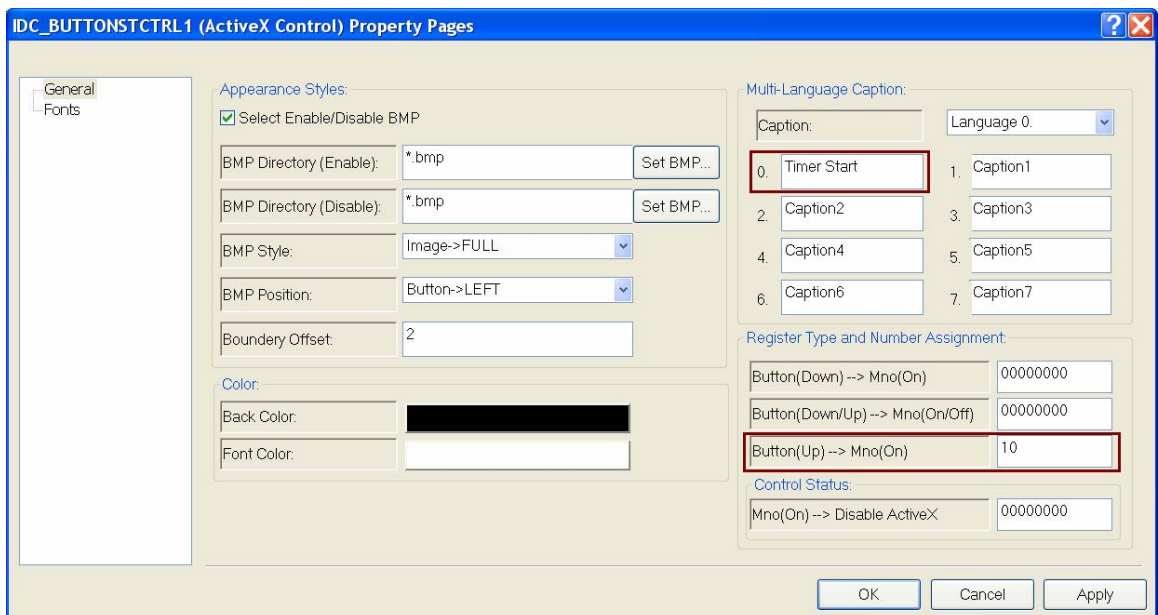 IDC_BUTTONSTCTRL1 (ActiveX Control) Property Pages
General
Fonts
Appearance Styles:
Select Enable/Disable BMP
BMP Directory (Enable): *.bmp Set BMP...
BMP Directory (Disable): *.bmp Set BMP...
BMP Style: Image->FULL
BMP Position: Button->LEFT
Boundery Offset: 2
Color:
Back Color:
Font Color:
Multi-Language Caption:
Caption: Language 0.
0. Timer Start 1. Caption1
2. Caption2 3. Caption3
4. Caption4 5. Caption5
6. Caption6 7. Caption7
Register Type and Number Assignment:
Button(Down) --> Mno(On) 00000000
Button(Down/Up) --> Mno(On/Off) 00000000
Button(Up) --> Mno(On) 10
Control Status:
Mno(On) --> Disable ActiveX 00000000
OK Cancel Apply